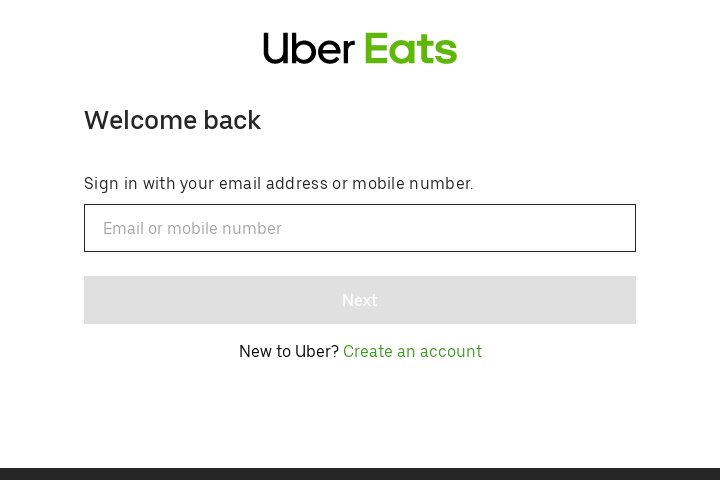 Uber Eats
Welcome back
Sign in with your email address or mobile number.
Email or mobile number
Next
New to Uber? Create an account